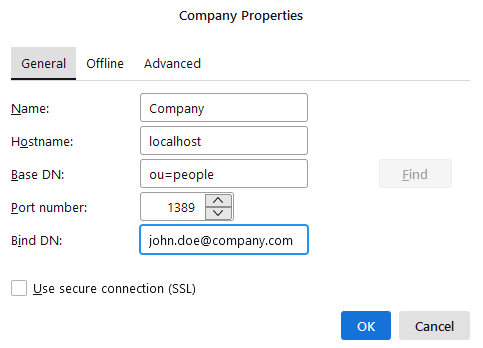 Company Properties
General Offline Advanced
Name: Company
Hostname: localhost
Base DN: ou=people Find
Port number: 1389
Bind DN: john.doe@company.com
Use secure connection (SSL)
OK Cancel